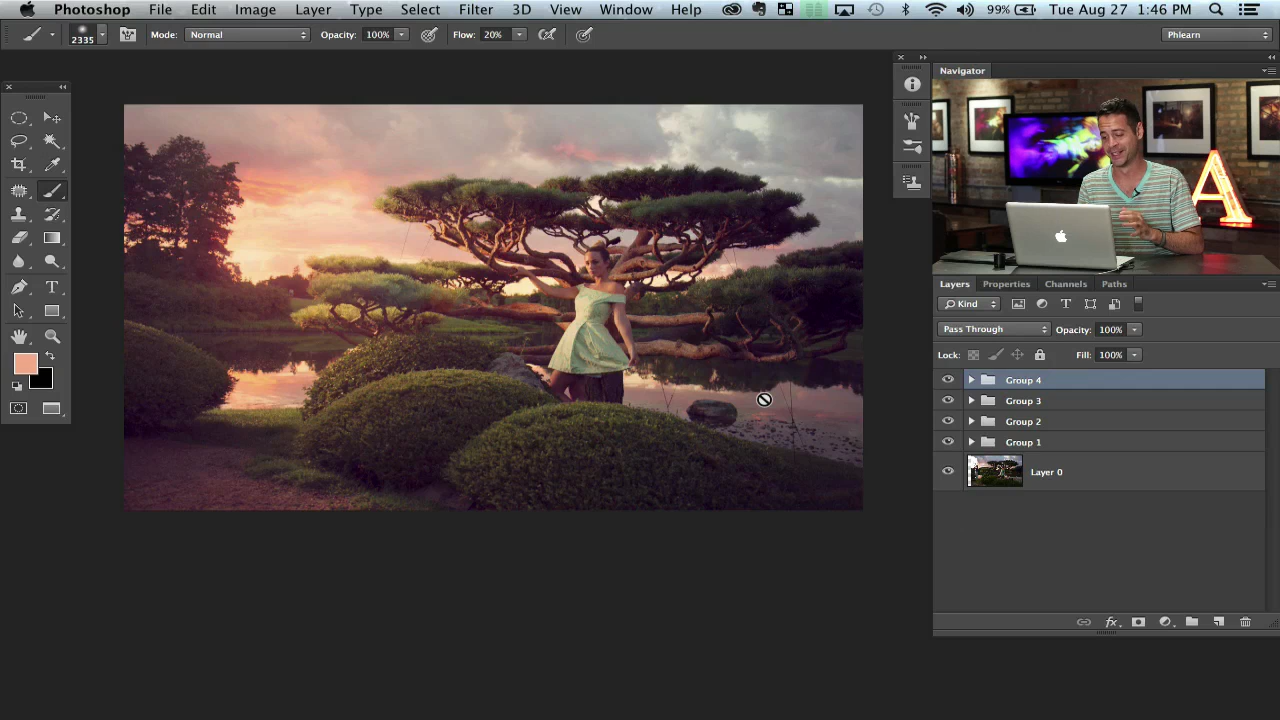 Photoshop File Edit Image Layer Type Select Filter 3D View Window Help 99% Tue Aug 27 1:46 PM
2335 Mode: Normal Opacity: 100% Flow: 20% Phlearn
Navigator
A
Layers Properties Channels Paths
Kind
Pass Through Opacity: 100%
Lock: Fill: 100%
Group 4
Group 3
Group 2
Group 1
Layer 0